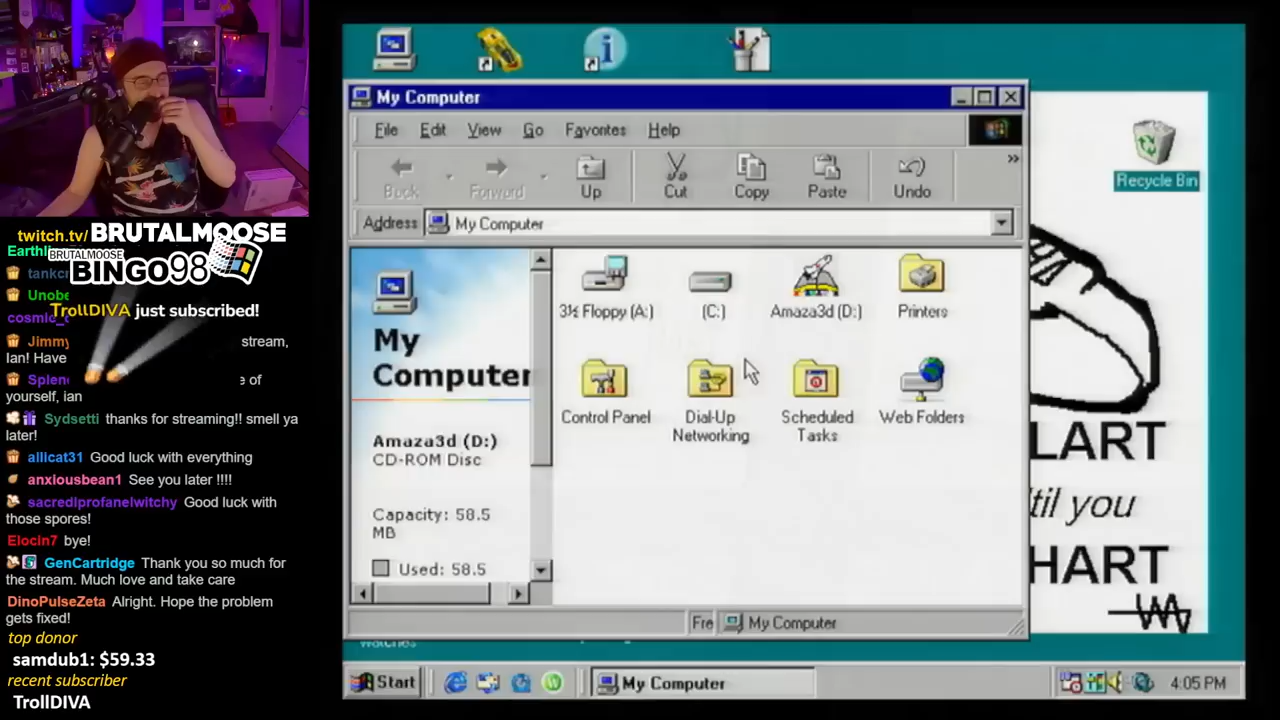 twitch.tv/BRUTALMOOSE
BRUTALMOOSE
BINGO98
TrollDIVA just subscribed!
stream,
Ian! Have
of
yourself, ian
Sydsetti thanks for streaming!! smell ya
later!
allicat31 Good luck with everything
anxiousbean1 See you later !!!!
sacredlprofanelwitchy Good luck with
those spores!
Elocin7 bye!
GenCartridge Thank you so much for
the stream. Much love and take care
DinoPulseZeta Alright. Hope the problem
gets fixed!
top donor
samdub1: $59.33
recent subscriber
TrollDIVA
My Computer
File Edit View Go Favorites Help
Back Forward Up Cut Copy Paste Undo
Address My Computer
My
Computer
Amaza3d (D:)
CD-ROM Disc
Capacity: 58.5
MB
Used: 58.5
3½ Floppy (A:) (C:) Amaza3d (D:) Printers
Control Panel Dial-Up Networking Scheduled Tasks Web Folders
Fre My Computer
Recycle Bin
LART
til you
HART
Start My Computer 4:05 PM